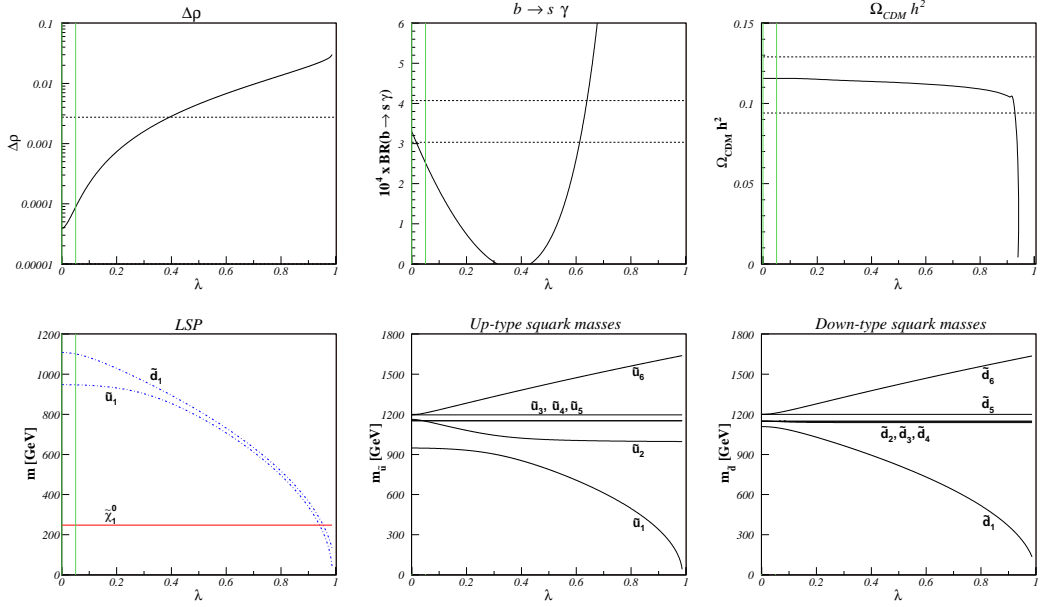 Δρ
0.1
0.01
0.001
0.0001
0.00001
Δρ
0 0.2 0.4 0.6 0.8 1
λ
b → s γ
6
5
4
3
2
1
0
10⁴ x BR(b → s γ)
0 0.2 0.4 0.6 0.8 1
λ
Ω_CDM h²
0.15
0.1
0.05
0
Ω_CDM h²
0 0.2 0.4 0.6 0.8 1
λ
LSP
1200
1000
800
600
400
200
0
m [GeV]
d̃₁
ũ₁
χ̃₁⁰
0 0.2 0.4 0.6 0.8 1
λ
Up-type squark masses
1800
1500
1200
900
600
300
0
m_ũ [GeV]
ũ₆
ũ₃, ũ₄, ũ₅
ũ₂
ũ₁
0 0.2 0.4 0.6 0.8 1
λ
Down-type squark masses
1800
1500
1200
900
600
300
0
m_d̃ [GeV]
d̃₆
d̃₅
d̃₂, d̃₃, d̃₄
d̃₁
0 0.2 0.4 0.6 0.8 1
λ